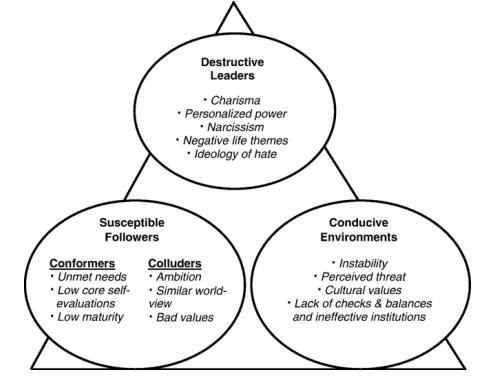 Destructive
Leaders
• Charisma
• Personalized power
• Narcissism
• Negative life themes
• Ideology of hate
Susceptible
Followers
Conformers
• Unmet needs
• Low core self-
evaluations
• Low maturity
Colluders
• Ambition
• Similar world-
view
• Bad values
Conducive
Environments
• Instability
• Perceived threat
• Cultural values
• Lack of checks & balances
and ineffective institutions